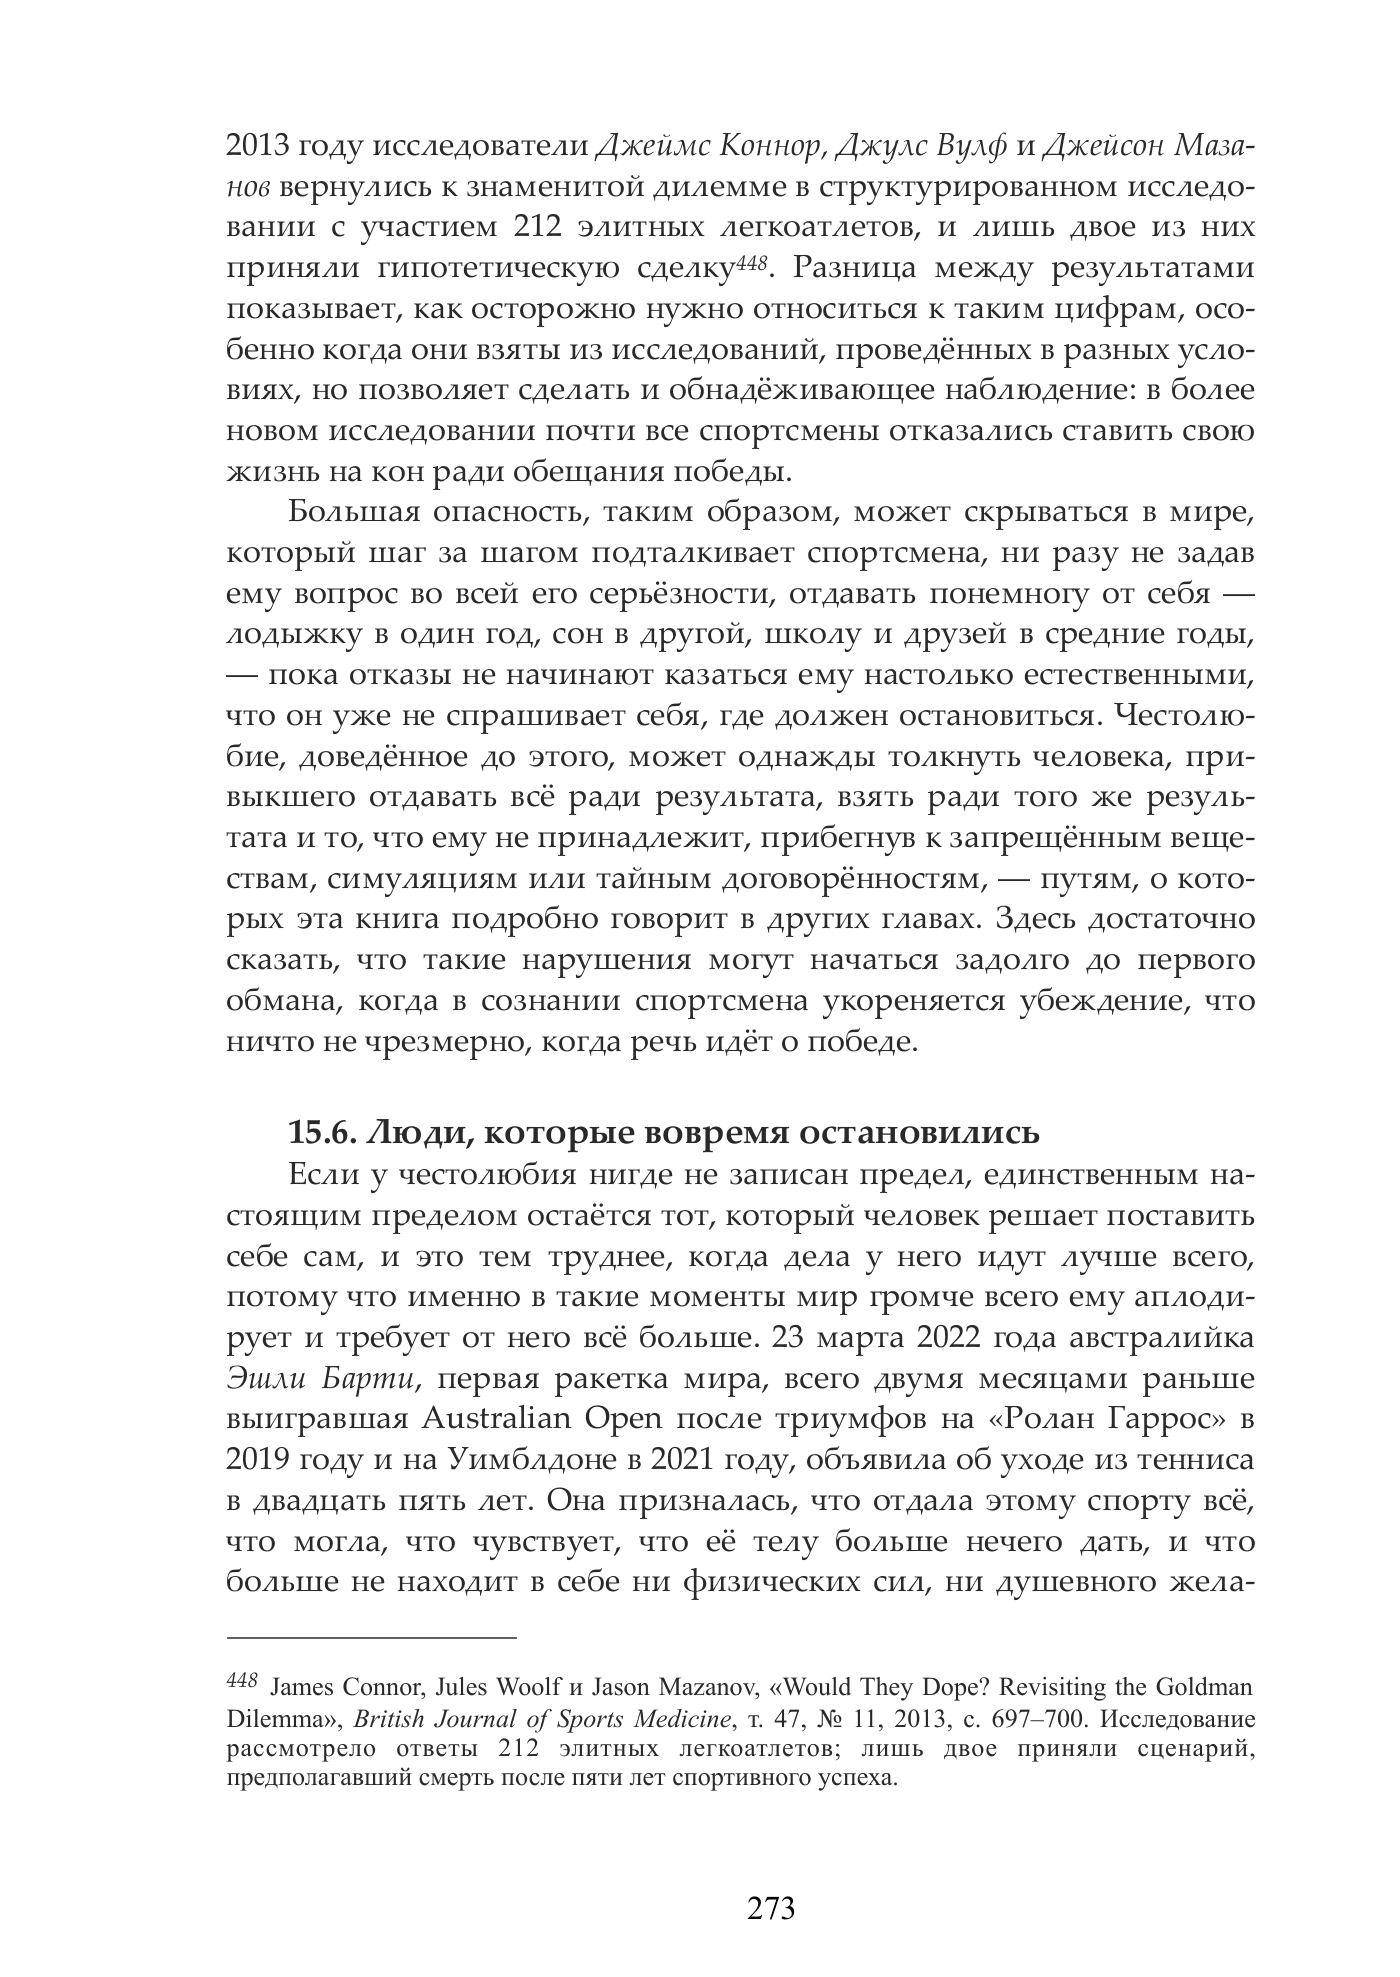 2013 году исследователи Джеймс Коннор, Джулс Вулф и Джейсон Маза-
нов вернулись к знаменитой дилемме в структурированном исследо-
вании с участием 212 элитных легкоатлетов, и лишь двое из них
приняли гипотетическую сделку448. Разница между результатами
показывает, как осторожно нужно относиться к таким цифрам, осо-
бенно когда они взяты из исследований, проведённых в разных усло-
виях, но позволяет сделать и обнадёживающее наблюдение: в более
новом исследовании почти все спортсмены отказались ставить свою
жизнь на кон ради обещания победы.
Большая опасность, таким образом, может скрываться в мире,
который шаг за шагом подталкивает спортсмена, ни разу не задав
ему вопрос во всей его серьёзности, отдавать понемногу от себя —
лодыжку в один год, сон в другой, школу и друзей в средние годы,
— пока отказы не начинают казаться ему настолько естественными,
что он уже не спрашивает себя, где должен остановиться. Честолю-
бие, доведённое до этого, может однажды толкнуть человека, при-
выкшего отдавать всё ради результата, взять ради того же резуль-
тата и то, что ему не принадлежит, прибегнув к запрещённым веще-
ствам, симуляциям или тайным договорённостям, — путям, о кото-
рых эта книга подробно говорит в других главах. Здесь достаточно
сказать, что такие нарушения могут начаться задолго до первого
обмана, когда в сознании спортсмена укореняется убеждение, что
ничто не чрезмерно, когда речь идёт о победе.
15.6. Люди, которые вовремя остановились
Если у честолюбия нигде не записан предел, единственным на-
стоящим пределом остаётся тот, который человек решает поставить
себе сам, и это тем труднее, когда дела у него идут лучше всего,
потому что именно в такие моменты мир громче всего ему аплоди-
рует и требует от него всё больше. 23 марта 2022 года австралийка
Эшли Барти, первая ракетка мира, всего двумя месяцами раньше
выигравшая Australian Open после триумфов на «Ролан Гаррос» в
2019 году и на Уимблдоне в 2021 году, объявила об уходе из тенниса
в двадцать пять лет. Она призналась, что отдала этому спорту всё,
что могла, что чувствует, что её телу больше нечего дать, и что
больше не находит в себе ни физических сил, ни душевного жела-
448 James Connor, Jules Woolf и Jason Mazanov, «Would They Dope? Revisiting the Goldman
Dilemma», British Journal of Sports Medicine, т. 47, № 11, 2013, с. 697–700. Исследование
рассмотрело ответы 212 элитных легкоатлетов; лишь двое приняли сценарий,
предполагавший смерть после пяти лет спортивного успеха.
273